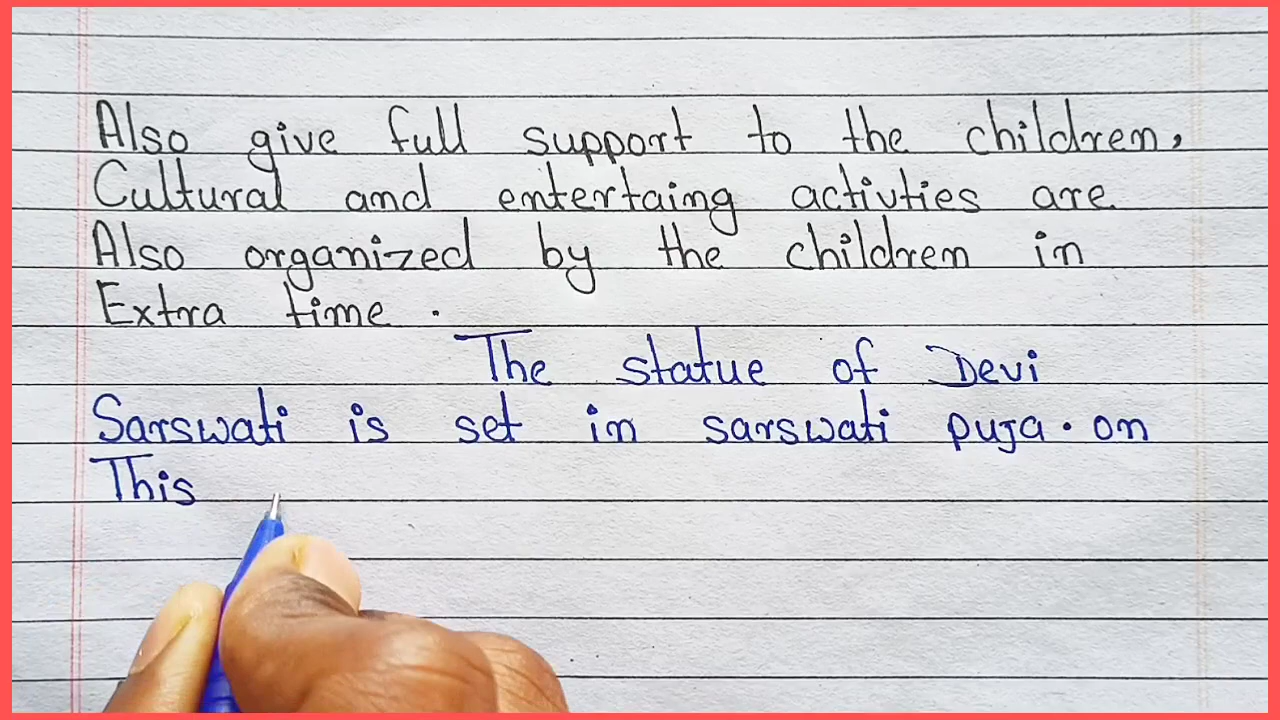 Also give full support to the children,
Cultural and entertaing activties are
Also organized by the children in
Extra time .
The statue of Devi
Sarswati is set in sarswati puja. on
This